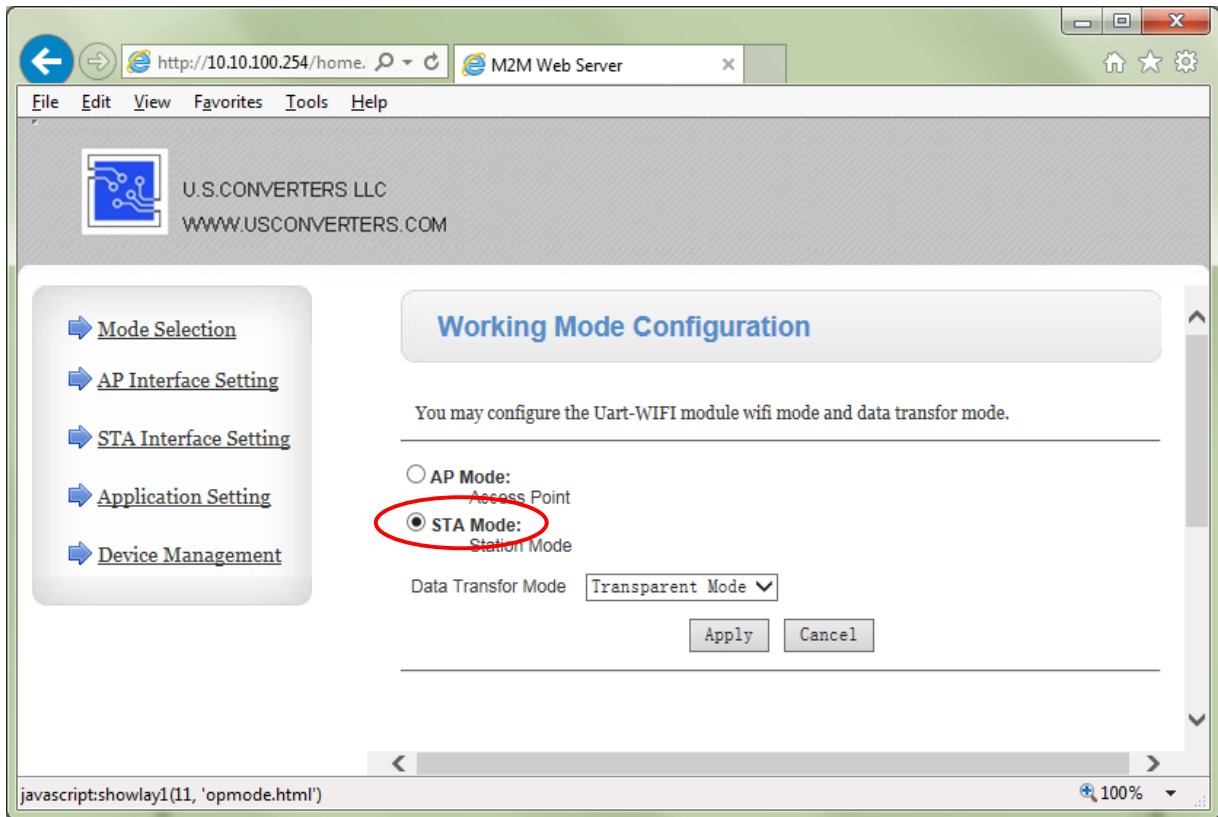 http://10.10.100.254/home.
M2M Web Server
File Edit View Favorites Tools Help
U.S.CONVERTERS LLC
WWW.USCONVERTERS.COM
Mode Selection
AP Interface Setting
STA Interface Setting
Application Setting
Device Management
Working Mode Configuration
You may configure the Uart-WIFI module wifi mode and data transfor mode.
AP Mode:
Access Point
STA Mode:
Station Mode
Data Transfor Mode Transparent Mode
Apply Cancel
javascript:showlay1(11, 'opmode.html')
100%